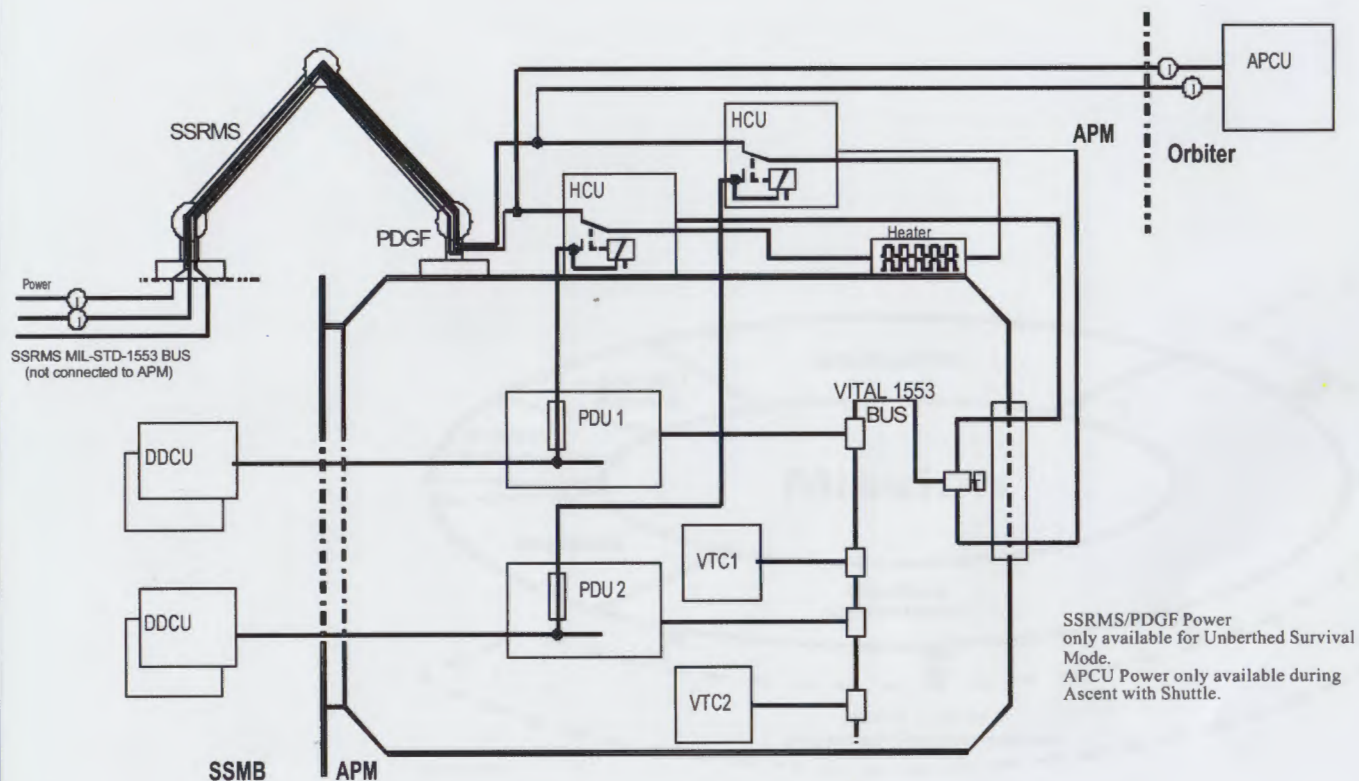 APCU
HCU
SSRMS
APM
Orbiter
HCU
PDGF
Heater
Power
SSRMS MIL-STD-1553 BUS
(not connected to APM)
PDU 1
VITAL 1553
BUS
DDCU
VTC1
PDU 2
DDCU
SSRMS/PDGF Power
only available for Unberthed Survival
Mode.
APCU Power only available during
Ascent with Shuttle.
VTC2
SSMB
APM